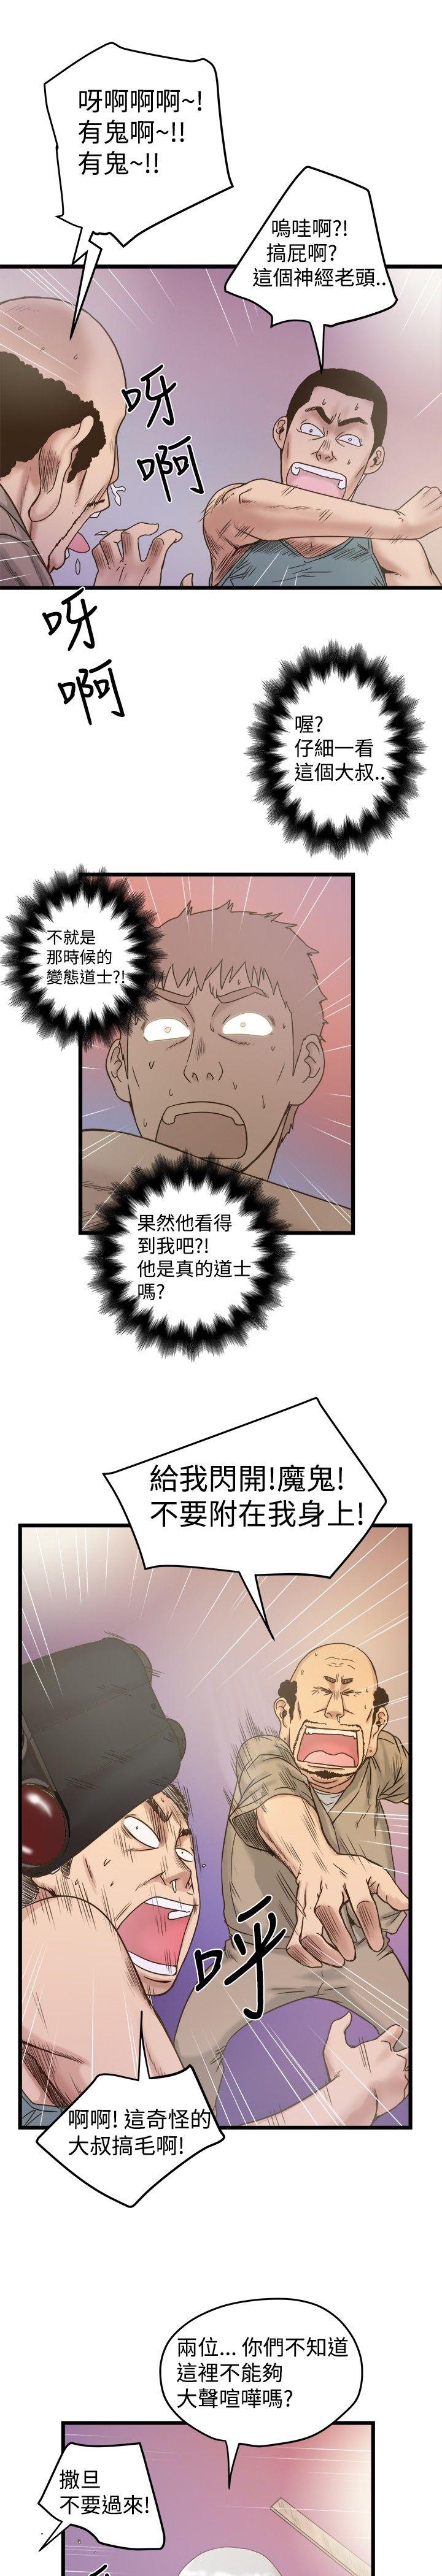 呀啊啊啊~!
有鬼啊~!!
有鬼~!!
嗚哇啊?!
搞屁啊?
這個神經老頭..
呀
啊
呀
啊
喔?
仔細一看
這個大叔..
不就是
那時候的
變態道士?!
果然他看得
到我吧?!
他是真的道士
嗎?
給我閃開!魔鬼!
不要附在我身上!
呼
啊啊! 這奇怪的
大叔搞毛啊!
兩位... 你們不知道
這裡不能夠
大聲喧嘩嗎?
撒旦
不要過來!